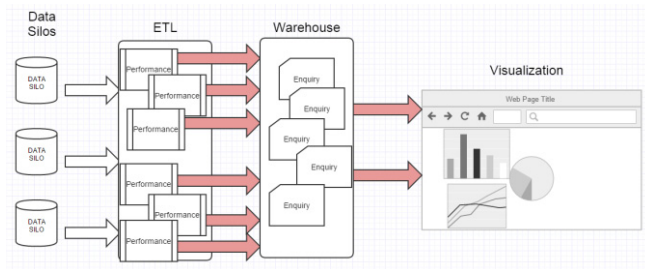 Data
Silos
ETL
Warehouse
Visualization
DATA
SILO
DATA
SILO
DATA
SILO
Performance
Performance
Performance
Performance
Performance
Performance
Enquiry
Enquiry
Enquiry
Enquiry
Enquiry
Web Page Title